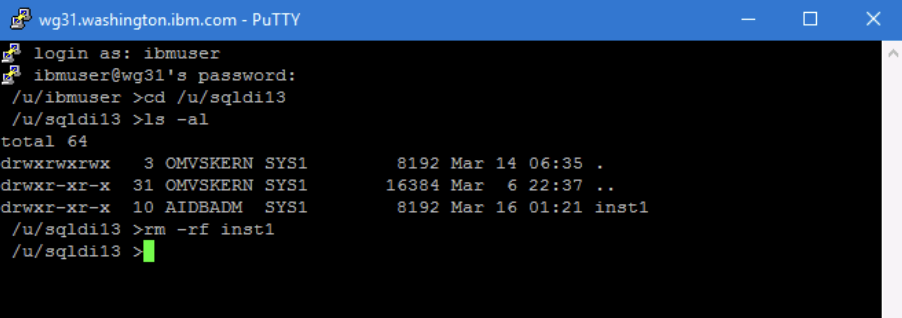 wg31.washington.ibm.com - PuTTY
login as: ibmuser
ibmuser@wg31's password:
/u/ibmuser >cd /u/sqldi13
/u/sqldi13 >ls -al
total 64
drwxrwxrwx   3 OMVSKERN SYS1        8192 Mar 14 06:35 .
drwxr-xr-x  31 OMVSKERN SYS1       16384 Mar  6 22:37 ..
drwxr-xr-x  10 AIDBADM  SYS1        8192 Mar 16 01:21 inst1
/u/sqldi13 >rm -rf inst1
/u/sqldi13 >